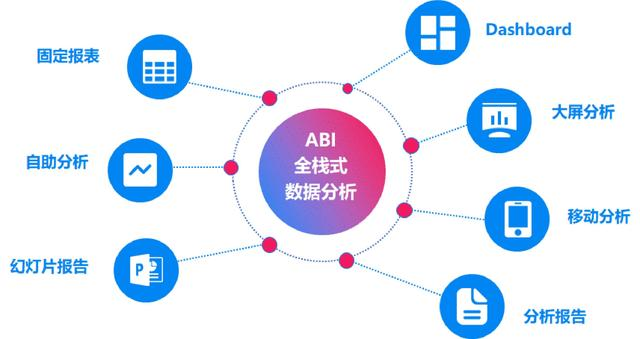 Dashboard
固定报表
大屏分析
ABI
全栈式
数据分析
自助分析
移动分析
幻灯片报告
P
分析报告